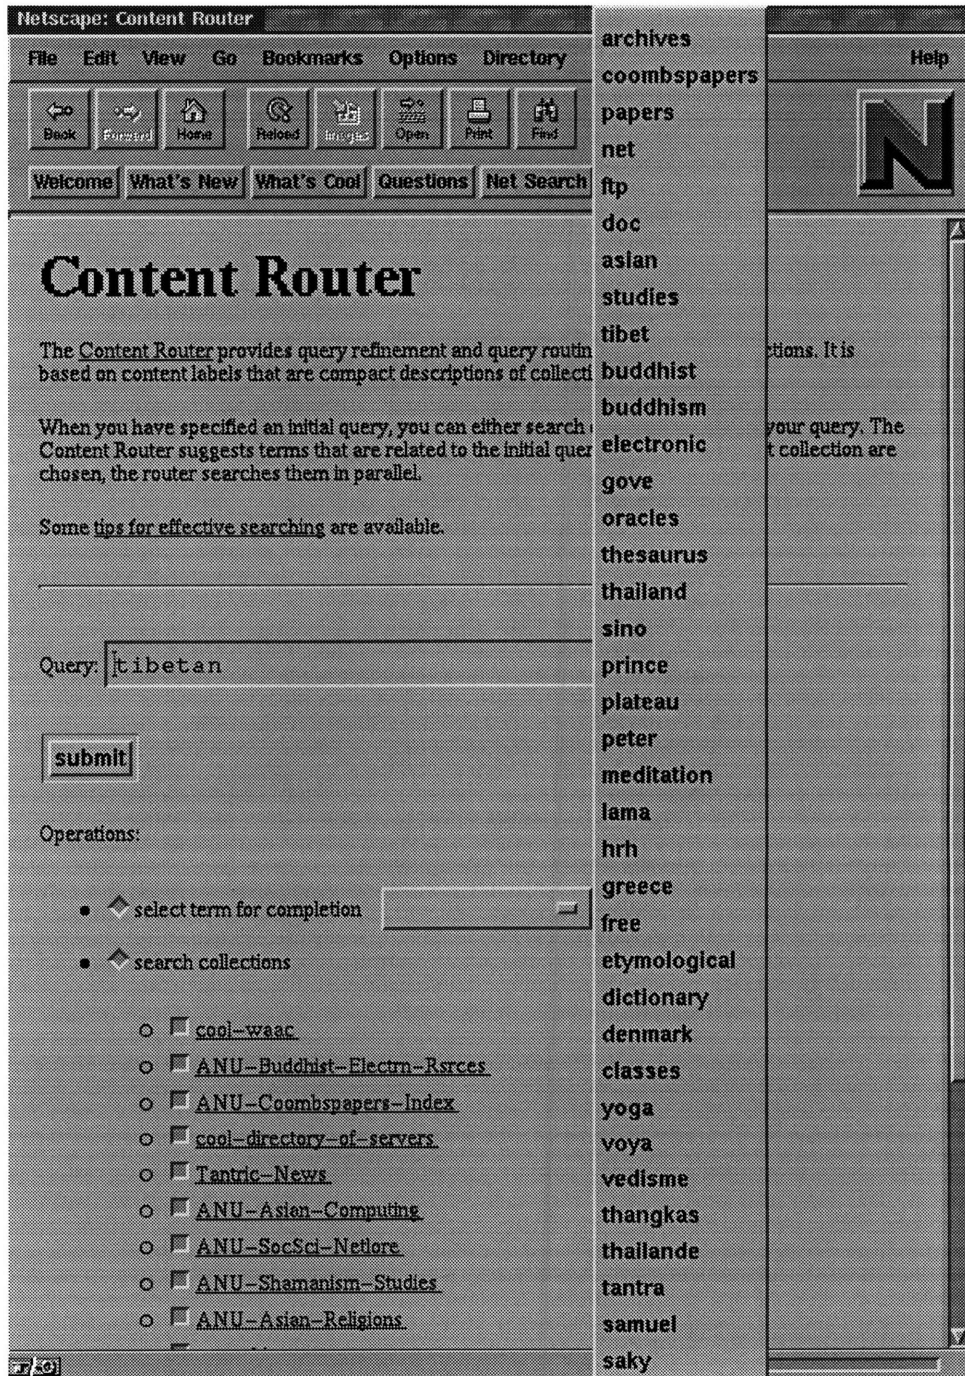 Netscape: Content Router
File Edit View Go Bookmarks Options Directory Help
Back Forward Home Reload Images Open Print Find
Welcome What's New What's Cool Questions Net Search
N
Content Router
The Content Router provides query refinement and query routin
tions. It is
based on content labels that are compact descriptions of collecti
When you have specified an initial query, you can either search
your query. The
Content Router suggests terms that are related to the initial quer
t collection are
chosen, the router searches them in parallel.
Some tips for effective searching are available.
Query: tibetan
submit
Operations:
select term for completion
search collections
cool-waac
ANU-Buddhist-Electrn-Rsrces
ANU-Coombspapers-Index
cool-directory-of-servers
Tantric-News
ANU-Asian-Computing
ANU-SocSci-Netlore
ANU-Shamanism-Studies
ANU-Asian-Religions
archives
coombspapers
papers
net
ftp
doc
asian
studies
tibet
buddhist
buddhism
electronic
gove
oracles
thesaurus
thailand
sino
prince
plateau
peter
meditation
lama
hrh
greece
free
etymological
dictionary
denmark
classes
yoga
voya
vedisme
thangkas
thailande
tantra
samuel
saky